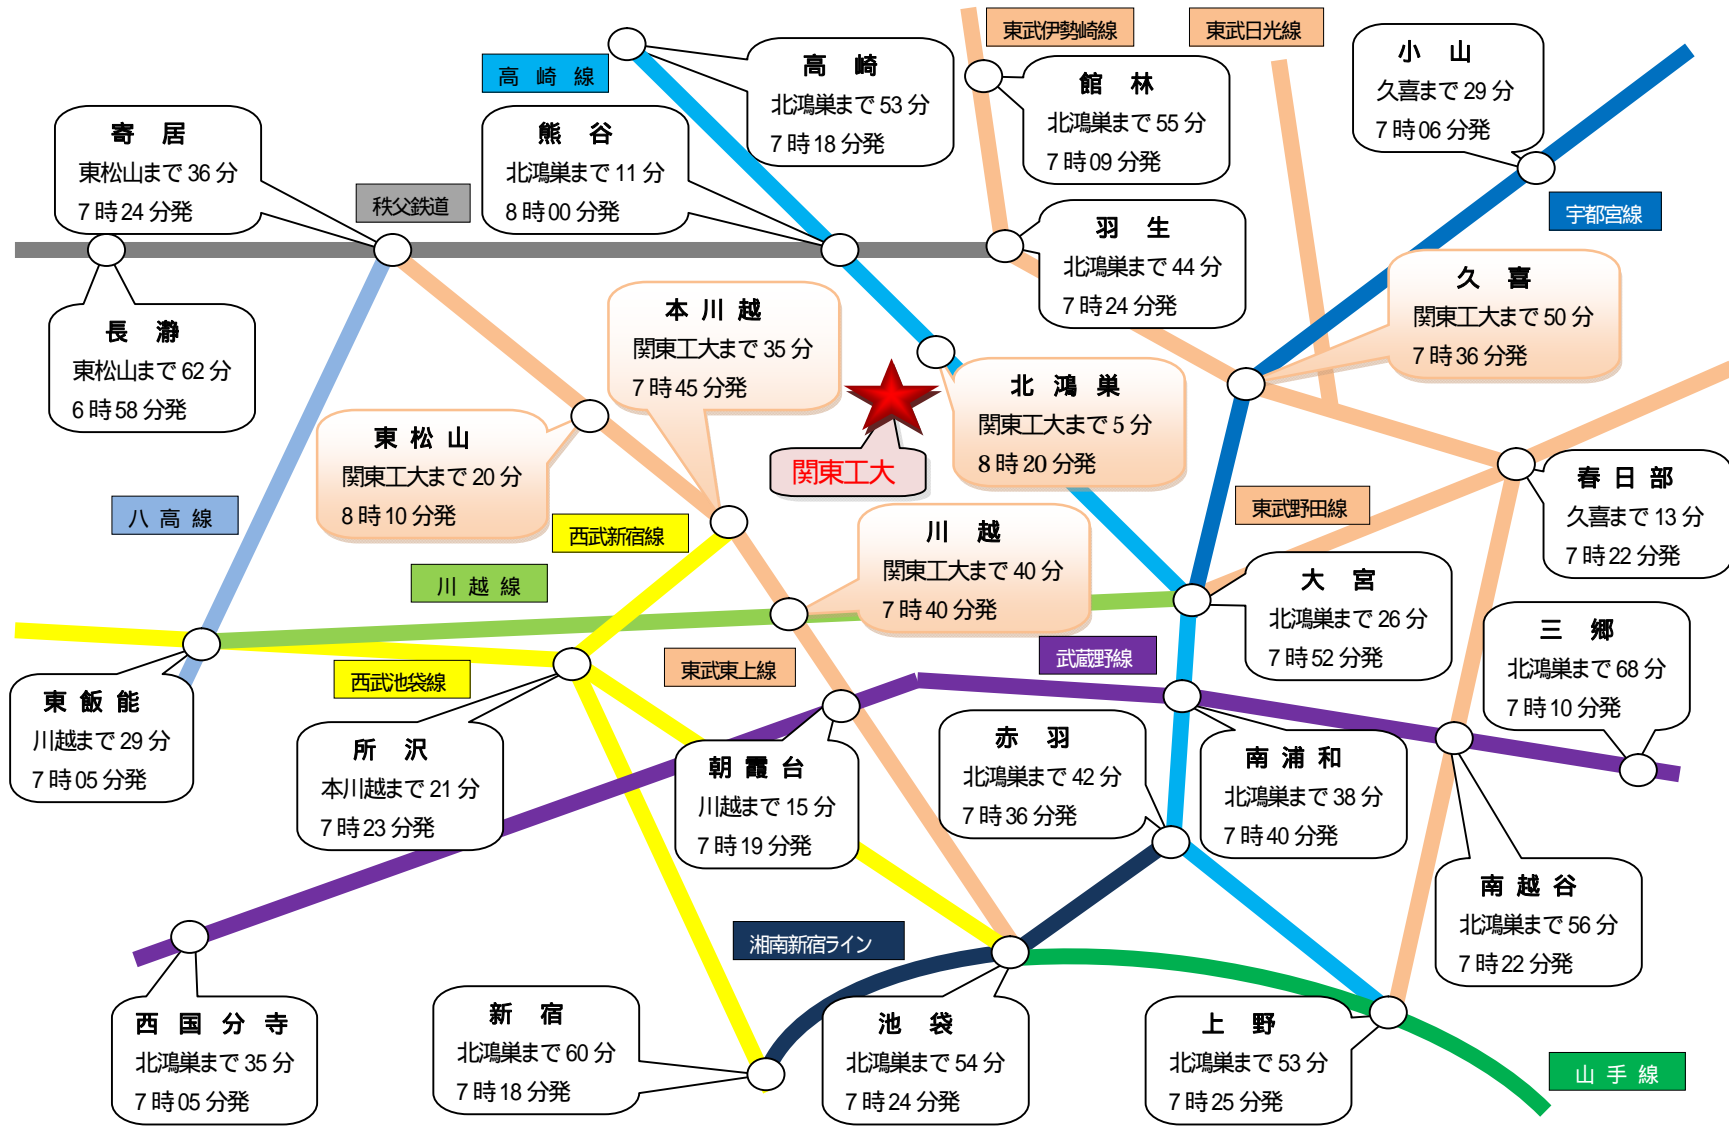 東武伊勢崎線
東武日光線
高崎線
高崎
北鴻巣まで 53 分
7 時 18 分発
館林
北鴻巣まで 55 分
7 時 09 分発
小山
久喜まで 29 分
7 時 06 分発
寄居
東松山まで 36 分
7 時 24 分発
熊谷
北鴻巣まで 11 分
8 時 00 分発
秩父鉄道
宇都宮線
羽生
北鴻巣まで 44 分
7 時 24 分発
久喜
関東工大まで 50 分
7 時 36 分発
長瀞
東松山まで 62 分
6 時 58 分発
本川越
関東工大まで 35 分
7 時 45 分発
北鴻巣
関東工大まで 5 分
8 時 20 分発
東松山
関東工大まで 20 分
8 時 10 分発
関東工大
春日部
久喜まで 13 分
7 時 22 分発
八高線
西武新宿線
東武野田線
川越
関東工大まで 40 分
7 時 40 分発
川越線
大宮
北鴻巣まで 26 分
7 時 52 分発
三郷
北鴻巣まで 68 分
7 時 10 分発
武蔵野線
西武池袋線
東武東上線
東飯能
川越まで 29 分
7 時 05 分発
所沢
本川越まで 21 分
7 時 23 分発
朝霞台
川越まで 15 分
7 時 19 分発
赤羽
北鴻巣まで 42 分
7 時 36 分発
南浦和
北鴻巣まで 38 分
7 時 40 分発
南越谷
北鴻巣まで 56 分
7 時 22 分発
湘南新宿ライン
西国分寺
北鴻巣まで 35 分
7 時 05 分発
新宿
北鴻巣まで 60 分
7 時 18 分発
池袋
北鴻巣まで 54 分
7 時 24 分発
上野
北鴻巣まで 53 分
7 時 25 分発
山手線